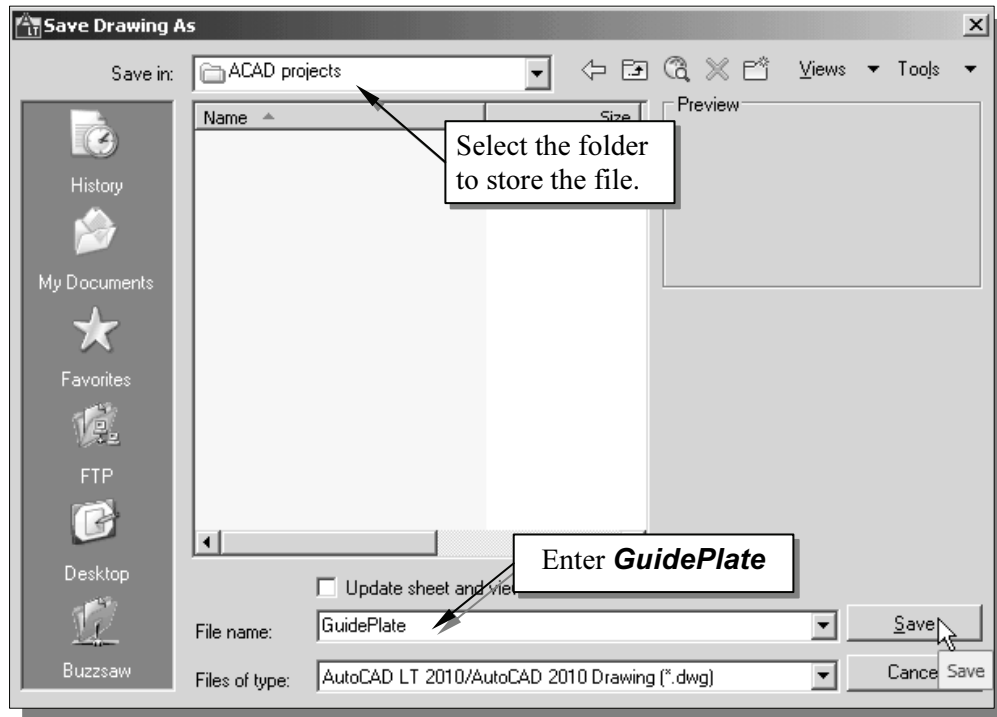 Save Drawing As
Save in:
ACAD projects
Views
Tools
Name
Size
Preview
Select the folder
to store the file.
History
My Documents
Favorites
FTP
Desktop
Buzzsaw
Enter GuidePlate
Update sheet and
File name:
GuidePlate
Save
Files of type:
AutoCAD LT 2010/AutoCAD 2010 Drawing (*.dwg)
Cance
Save